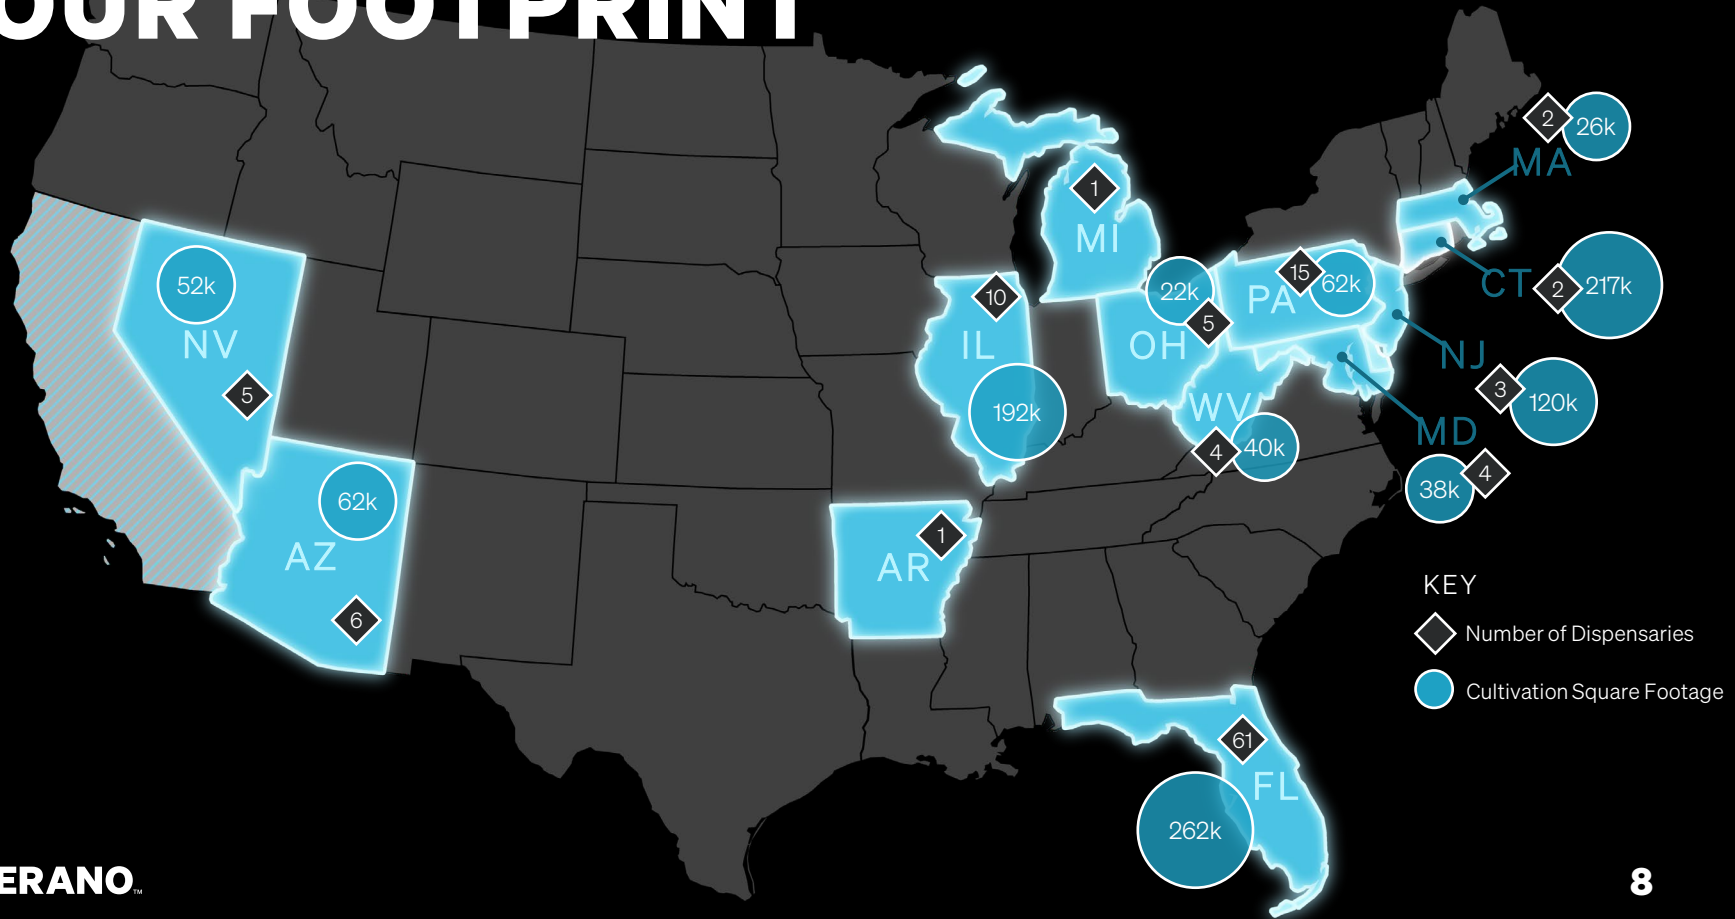 OUR FOOTPRINT
2
26k
MA
1
MI
52k
NV
5
10
IL
192k
22k
5
OH
15
62k
PA
CT
2
217k
NJ
3
120k
WV
4
40k
MD
38k
4
62k
AZ
6
1
AR
61
FL
262k
KEY
Number of Dispensaries
Cultivation Square Footage
ERANO™
8